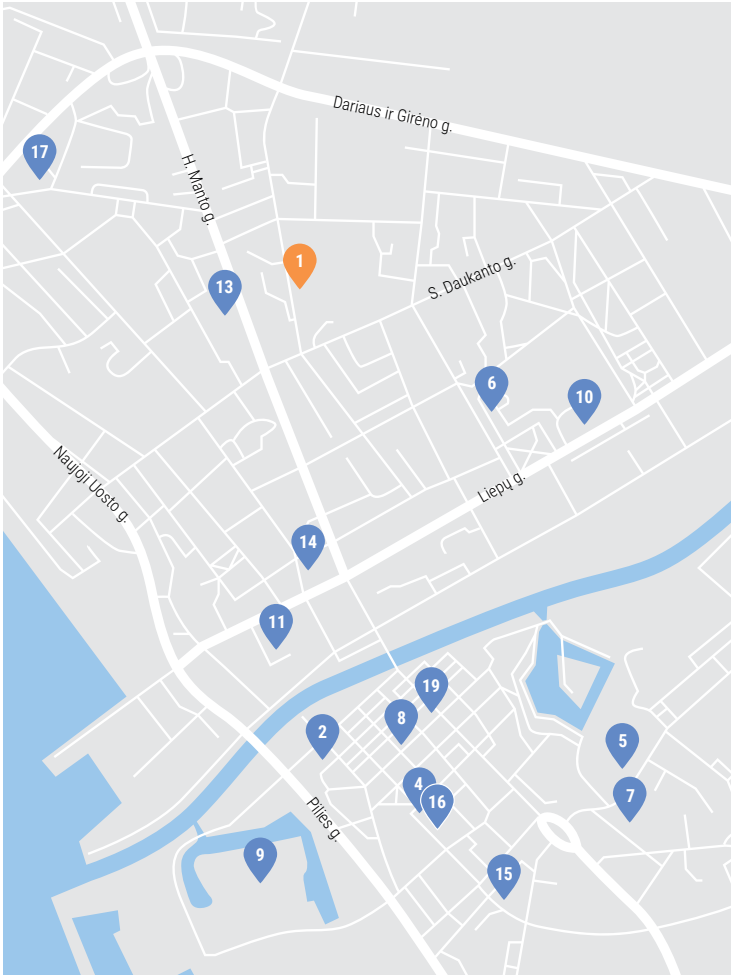 Dariaus ir Girėno g.
17
H. Manto g.
1
S. Daukanto g.
13
6
10
Naujoji Uosto g.
Liepų g.
14
11
19
8
2
5
4
7
16
Pilies g.
9
15